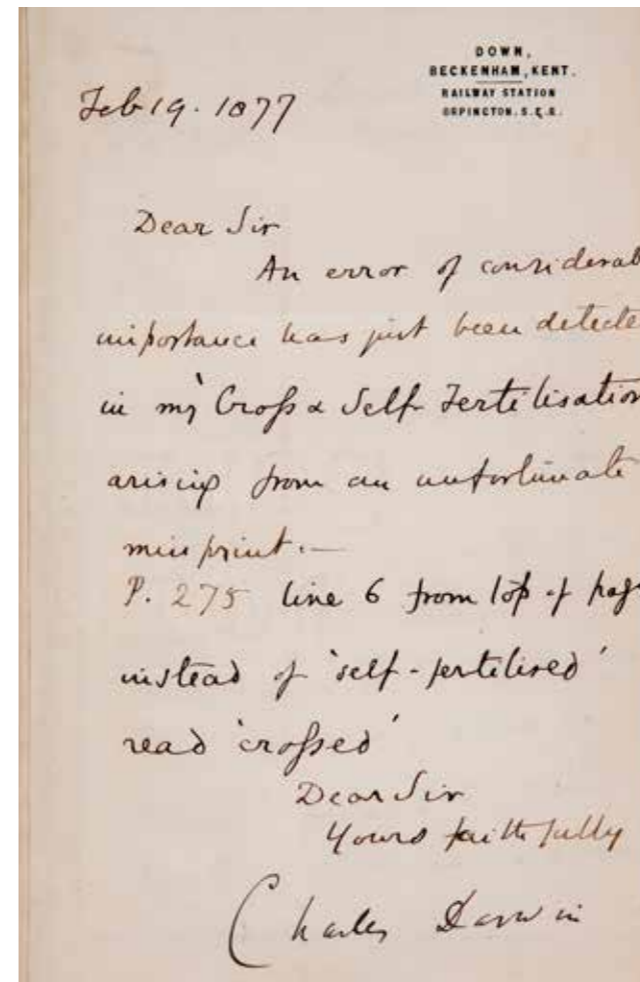 DOWN,
BECKENHAM, KENT.
RAILWAY STATION
ORPINGTON. S.E.R.
Feb 19. 1877
Dear Sir
An error of considerabl
importance has just been detecte
in my Cross & Self Fertilisation
arising from an unfortunate
misprint.—
P. 275 line 6 from top of pag
instead of 'self-fertilised'
read 'crossed'
Dear Sir
Yours faithfully
Charles Darwin